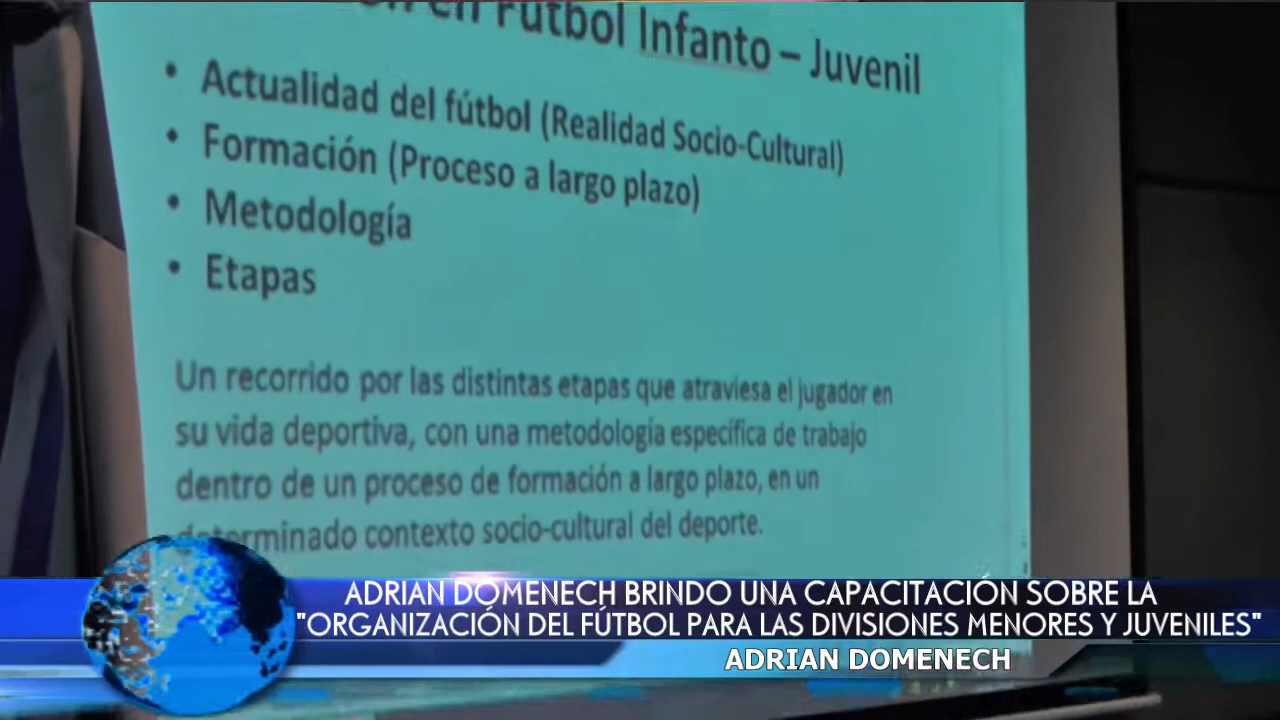 en Fútbol Infanto – Juvenil
• Actualidad del fútbol (Realidad Socio-Cultural)
• Formación (Proceso a largo plazo)
• Metodología
• Etapas
Un recorrido por las distintas etapas que atraviesa el jugador en
su vida deportiva, con una metodología específica de trabajo
dentro de un proceso de formación a largo plazo, en un
determinado contexto socio-cultural del deporte.
ADRIAN DOMENECH BRINDO UNA CAPACITACIÓN SOBRE LA
"ORGANIZACIÓN DEL FÚTBOL PARA LAS DIVISIONES MENORES Y JUVENILES"
ADRIAN DOMENECH